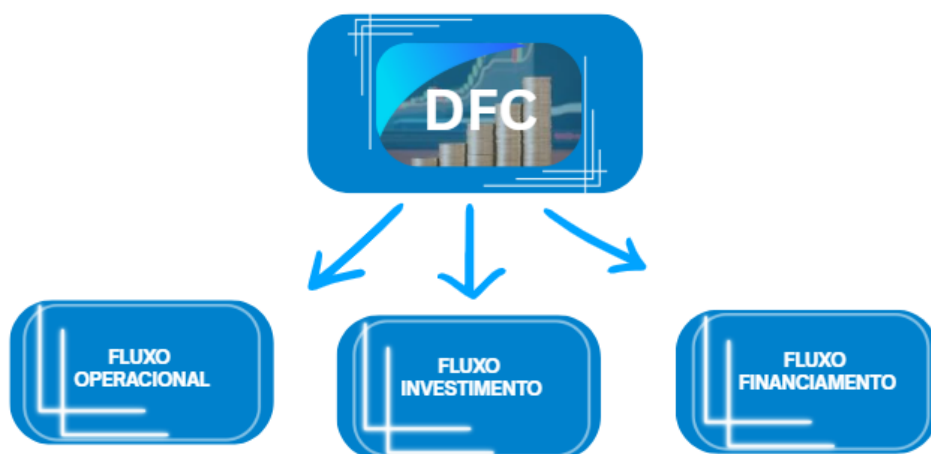 DFC
FLUXO
OPERACIONAL
FLUXO
INVESTIMENTO
FLUXO
FINANCIAMENTO